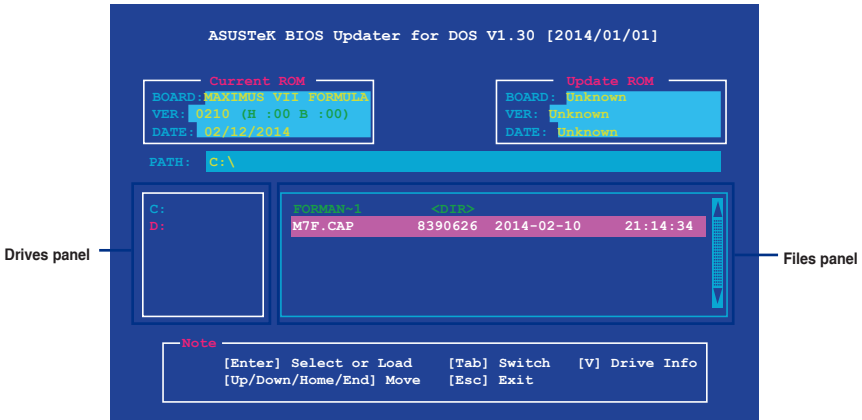 ASUSTeK BIOS Updater for DOS V1.30 [2014/01/01]
Current ROM
BOARD: MAXIMUS VII FORMULA
VER: 0210 (H :00 B :00)
DATE: 02/12/2014
Update ROM
BOARD: Unknown
VER: Unknown
DATE: Unknown
PATH: C:\
C:
D:
FORMAN~1 <DIR>
M7F.CAP 8390626 2014-02-10 21:14:34
Drives panel
Files panel
Note
[Enter] Select or Load [Tab] Switch [V] Drive Info
[Up/Down/Home/End] Move [Esc] Exit